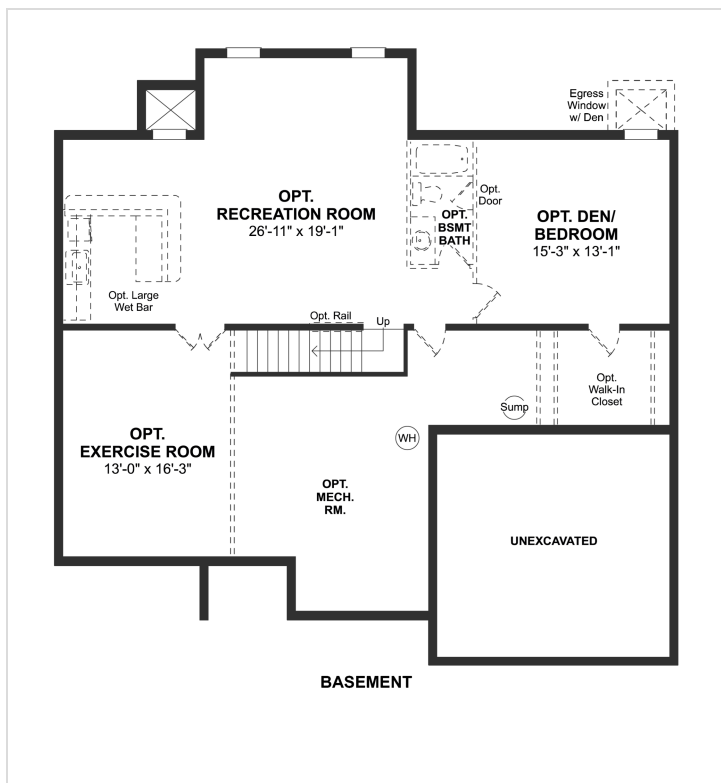 Egress
Window
w/ Den
OPT.
RECREATION ROOM
26'-11" x 19'-1"
Opt.
Door
OPT.
BSMT
BATH
OPT. DEN/
BEDROOM
15'-3" x 13'-1"
Opt. Large
Wet Bar
Opt. Rail
Up
OPT.
EXERCISE ROOM
13'-0" x 16'-3"
Opt.
Walk-In
Closet
Sump
WH
OPT.
MECH.
RM.
UNEXCAVATED
BASEMENT